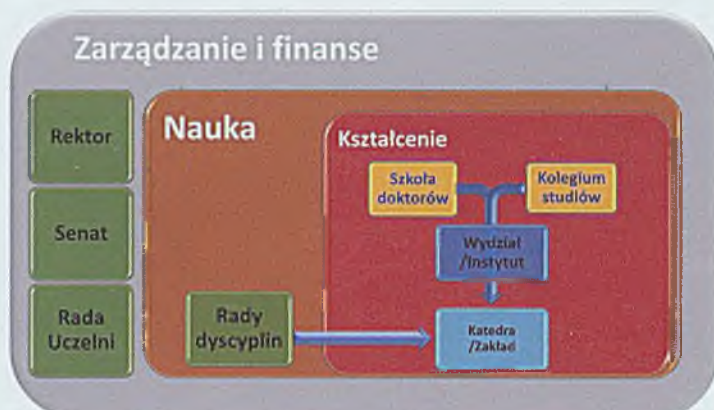 Zarządzanie i finanse
Rektor
Senat
Rada
Uczelni
Nauka
Rady
dyscyplin
Kształcenie
Szkoła
doktorów
Kolegium
studiów
Wydział
/Instytut
Katedra
/Zakład